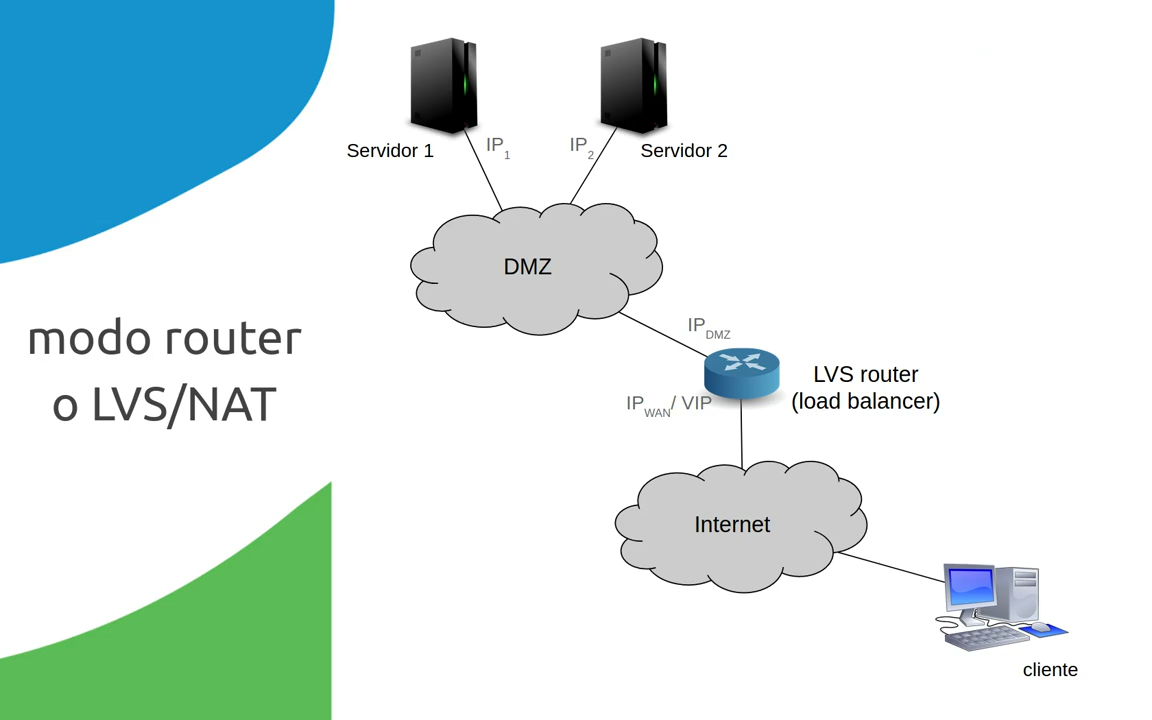 modo router
o LVS/NAT
Servidor 1
IP1
IP2
Servidor 2
DMZ
IPDMZ
LVS router
(load balancer)
IPWAN/ VIP
Internet
cliente